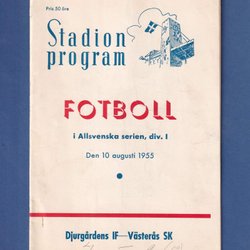 Pris 50 öre
Stadion
program
FOTBOLL
i Allsvenska serien, div. I
Den 10 augusti 1955
Djurgårdens IF—Västerås SK